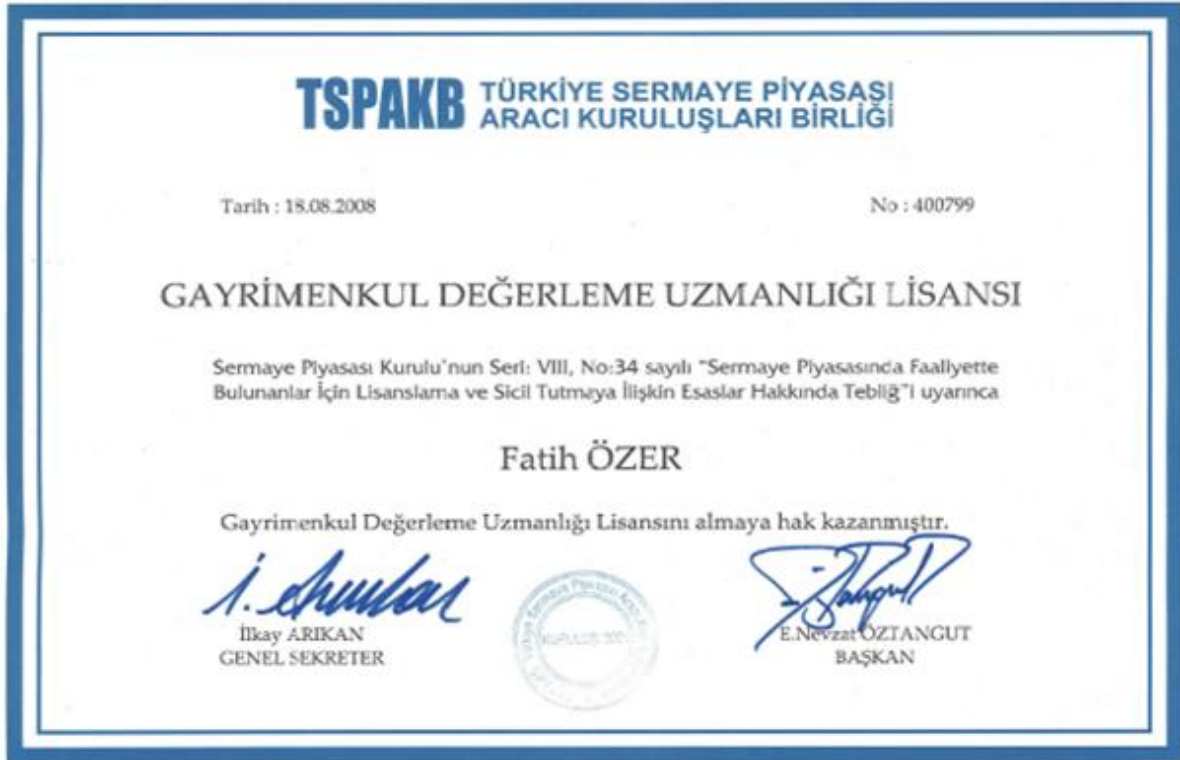 TSPAKB TÜRKİYE SERMAYE PİYASASI
ARACI KURULUŞLARI BİRLİĞİ
Tarih : 18.08.2008
No : 400799
GAYRİMENKUL DEĞERLEME UZMANLIĞI LİSANSI
Sermaye Piyasası Kurulu'nun Seri: VIII, No:34 sayılı "Sermaye Piyasasında Faaliyette
Bulunanlar İçin Lisanslama ve Sicil Tutmaya İlişkin Esaslar Hakkında Tebliğ"i uyarınca
Fatih ÖZER
Gayrimenkul Değerleme Uzmanlığı Lisansını almaya hak kazanmıştır.
İlkay ARIKAN
GENEL SEKRETER
E.Nevzat ÖZTANGUT
BAŞKAN